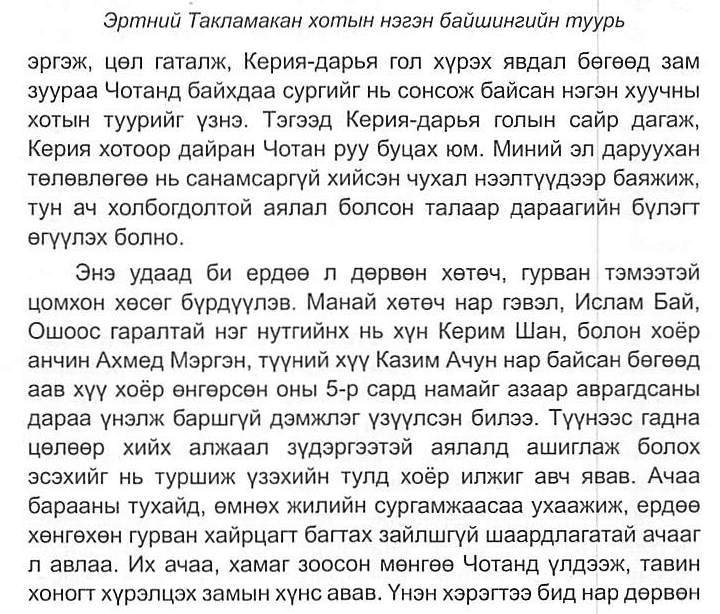 Эртний Такламакан хотын нэгэн байшингийн туурь
эргэж, цөл гаталж, Керия-дарья гол хүрэх явдал бөгөөд зам
зуураа Чотанд байхдаа сургийг нь сонсож байсан нэгэн хуучны
хотын туурийг үзнэ. Тэгээд Керия-дарья голын сайр дагаж,
Керия хотоор дайран Чотан руу буцах юм. Миний эл даруухан
төлөвлөгөө нь санамсаргүй хийсэн чухал нээлтүүдээр баяжиж,
тун ач холбогдолтой аялал болсон талаар дараагийн бүлэгт
өгүүлэх болно.
Энэ удаад би ердөө л дөрвөн хөтөч, гурван тэмээтэй
цомхон хөсөг бүрдүүлэв. Манай хөтөч нар гэвэл, Ислам Бай,
Ошоос гаралтай нэг нутгийнх нь хүн Керим Шан, болон хоёр
анчин Ахмед Мэргэн, түүний хүү Казим Ачун нар байсан бөгөөд
аав хүү хоёр өнгөрсөн оны 5-р сард намайг азаар аврагдсаны
дараа үнэлж баршгүй дэмжлэг үзүүлсэн билээ. Түүнээс гадна
цөлөөр хийх алжаал зүдэргээтэй аялалд ашиглаж болох
эсэхийг нь туршиж үзэхийн тулд хоёр илжиг авч явав. Ачаа
барааны тухайд, өмнөх жилийн сургамжаасаа ухаажиж, ердөө
хөнгөхөн гурван хайрцагт багтах зайлшгүй шаардлагатай ачааг
л авлаа. Их ачаа, хамаг зоосон мөнгөө Чотанд үлдээж, тавин
хоногт хүрэлцэх замын хүнс авав. Үнэн хэрэгтээ бид нар дөрвөн